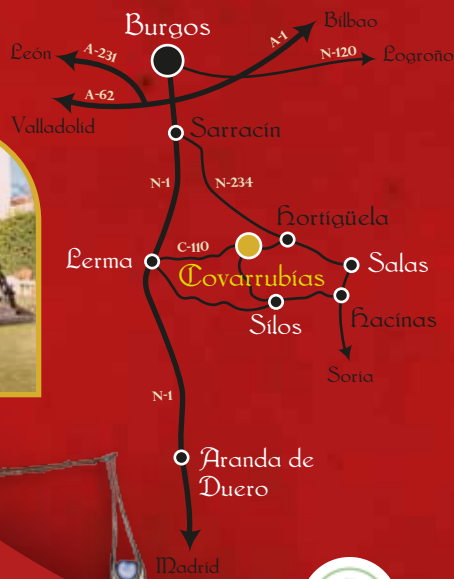 Burgos
Bilbao
León
A-231
A-1
N-120
Logroño
A-62
Valladolid
Sarracín
N-1
N-234
Hortigüela
C-110
Lerma
Covarrubias
Salas
Silos
Hacinas
Soria
N-1
Aranda de
Duero
Madrid